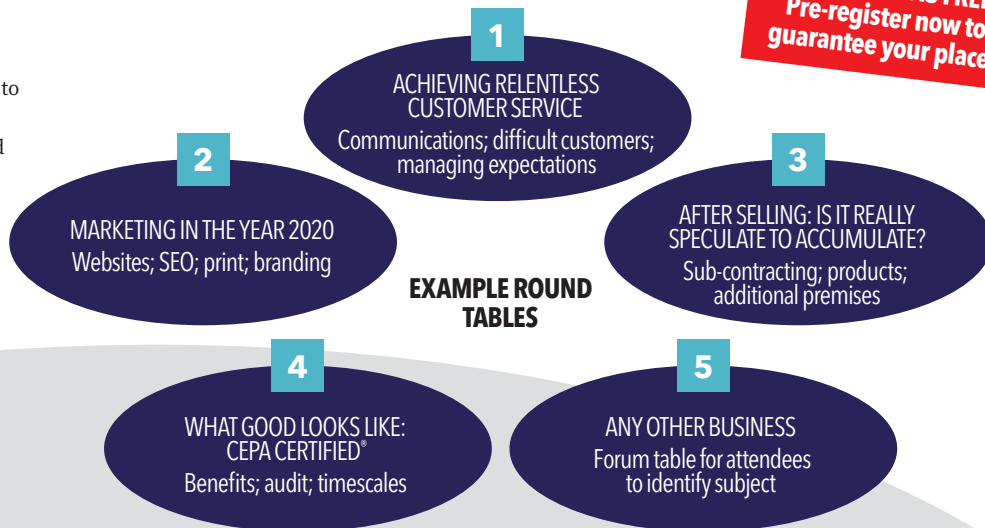 to
Pre-register now to
guarantee your place
1
ACHIEVING RELENTLESS
CUSTOMER SERVICE
Communications; difficult customers;
managing expectations
2
MARKETING IN THE YEAR 2020
Websites; SEO; print; branding
3
AFTER SELLING: IS IT REALLY
SPECULATE TO ACCUMULATE?
Sub-contracting; products;
additional premises
EXAMPLE ROUND
TABLES
4
WHAT GOOD LOOKS LIKE:
CEPA CERTIFIED®
Benefits; audit; timescales
5
ANY OTHER BUSINESS
Forum table for attendees
to identify subject